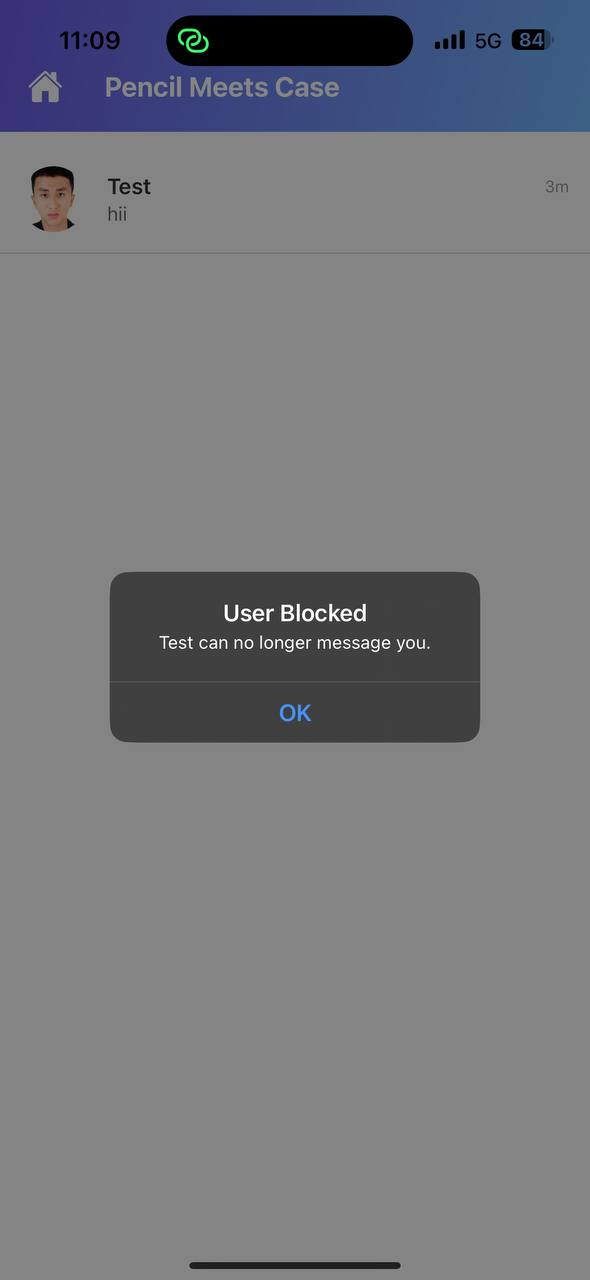 11:09
5G
84
Pencil Meets Case
Test
3m
hii
User Blocked
Test can no longer message you.
OK